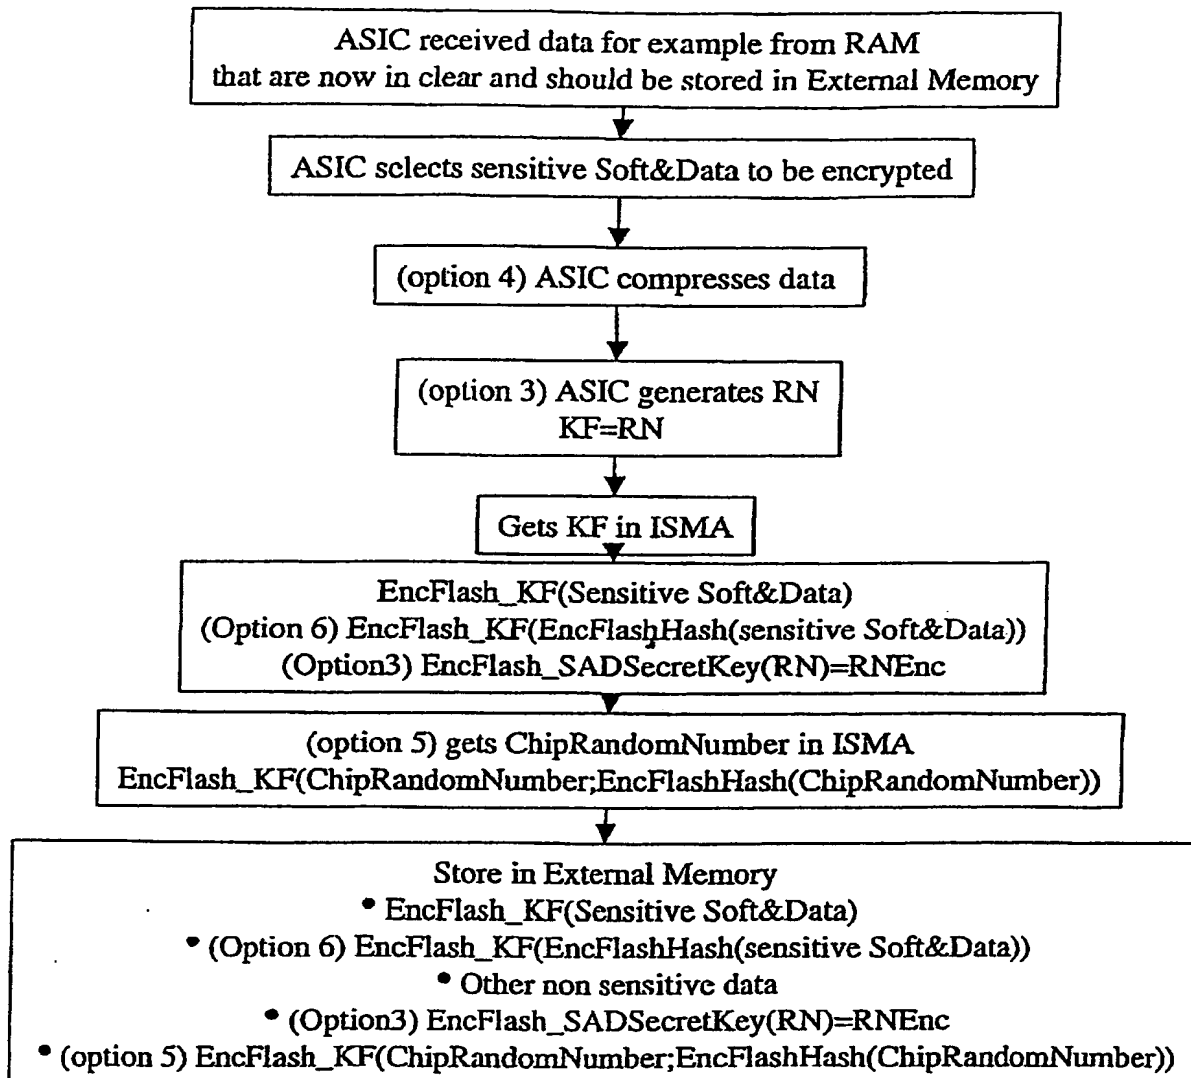 ASIC received data for example from RAM
that are now in clear and should be stored in External Memory
ASIC sclects sensitive Soft&Data to be encrypted
(option 4) ASIC compresses data
(option 3) ASIC generates RN
KF=RN
Gets KF in ISMA
EncFlash_KF(Sensitive Soft&Data)
(Option 6) EncFlash_KF(EncFlashHash(sensitive Soft&Data))
(Option3) EncFlash_SADSecretKey(RN)=RNEnc
(option 5) gets ChipRandomNumber in ISMA
EncFlash_KF(ChipRandomNumber;EncFlashHash(ChipRandomNumber))
Store in External Memory
• EncFlash_KF(Sensitive Soft&Data)
• (Option 6) EncFlash_KF(EncFlashHash(sensitive Soft&Data))
• Other non sensitive data
• (Option3) EncFlash_SADSecretKey(RN)=RNEnc
• (option 5) EncFlash_KF(ChipRandomNumber;EncFlashHash(ChipRandomNumber))